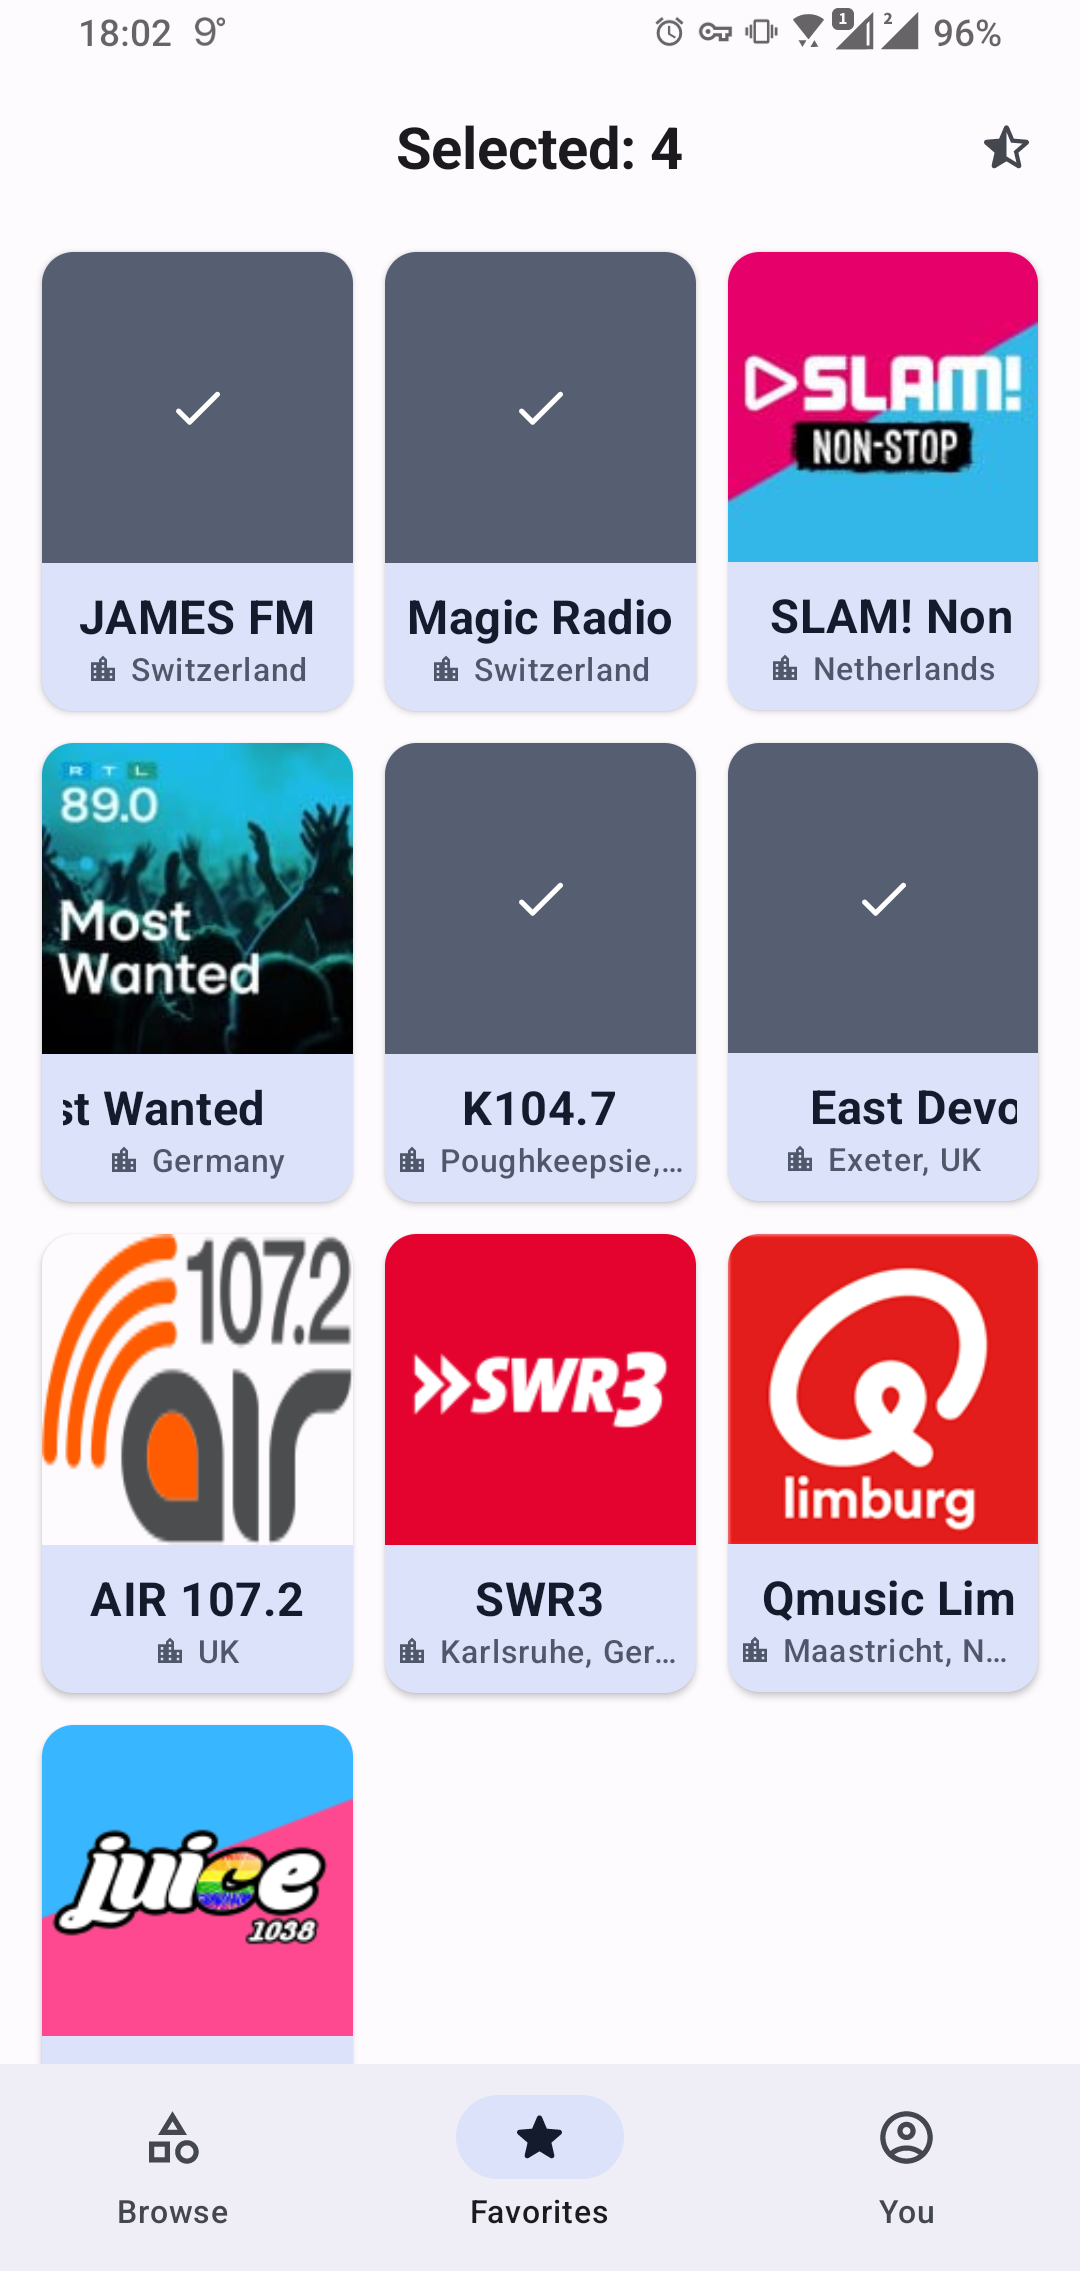 18:02 9° 1 2 96%
Selected: 4
SLAM!
NON-STOP
JAMES FM
Switzerland
Magic Radio
Switzerland
SLAM! Non
Netherlands
RTL
89.0
Most
Wanted
st Wanted
Germany
K104.7
Poughkeepsie,...
East Devo
Exeter, UK
107.2
air
SWR3
limburg
AIR 107.2
UK
SWR3
Karlsruhe, Ger...
Qmusic Lim
Maastricht, N...
juice
1038
Browse
Favorites
You